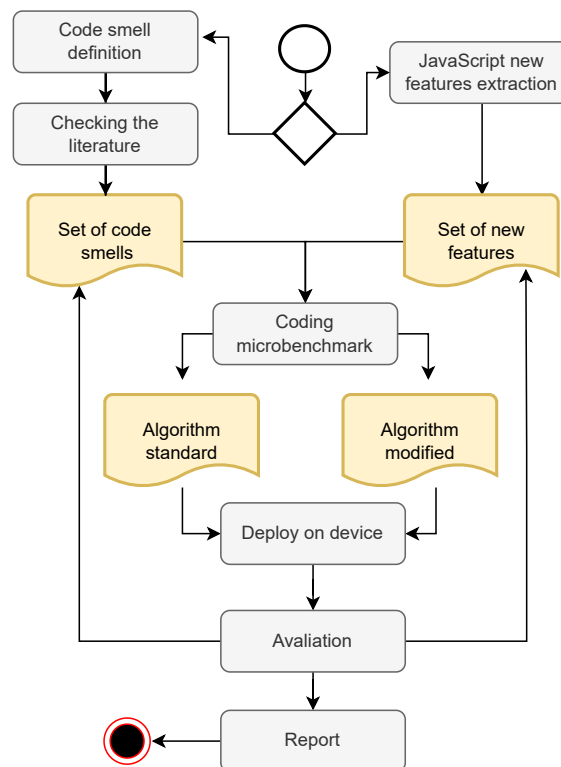 Code smell
definition
JavaScript new
features extraction
Checking the
literature
Set of code
smells
Set of new
features
Coding
microbenchmark
Algorithm
standard
Algorithm
modified
Deploy on device
Avaliation
Report